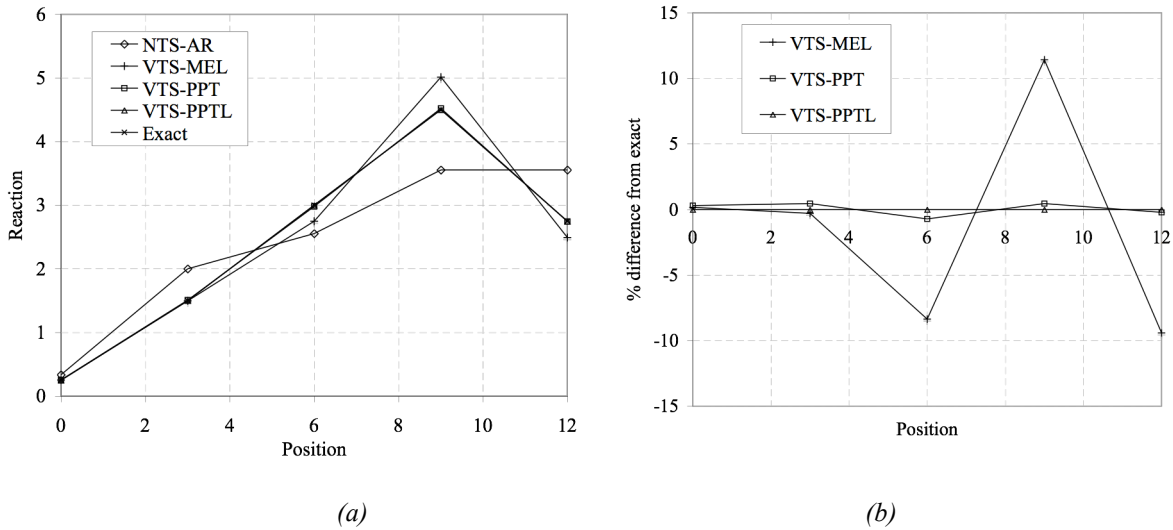 6
5
4
3
2
1
0
Reaction
NTS-AR
VTS-MEL
VTS-PPT
VTS-PPTL
Exact
0 2 4 6 8 10 12
Position
(a)
15
10
5
0
-5
-10
-15
% difference from exact
VTS-MEL
VTS-PPT
VTS-PPTL
0 2 4 6 8 10 12
Position
(b)